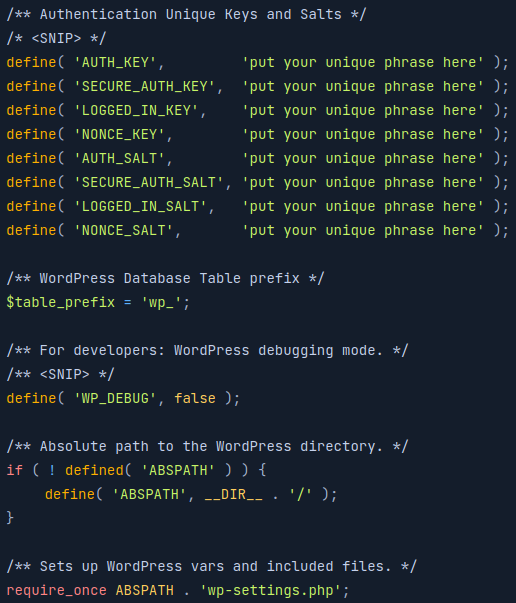 /** Authentication Unique Keys and Salts */
/* <SNIP> */
define( 'AUTH_KEY',         'put your unique phrase here' );
define( 'SECURE_AUTH_KEY',  'put your unique phrase here' );
define( 'LOGGED_IN_KEY',    'put your unique phrase here' );
define( 'NONCE_KEY',        'put your unique phrase here' );
define( 'AUTH_SALT',        'put your unique phrase here' );
define( 'SECURE_AUTH_SALT', 'put your unique phrase here' );
define( 'LOGGED_IN_SALT',   'put your unique phrase here' );
define( 'NONCE_SALT',       'put your unique phrase here' );

/** WordPress Database Table prefix */
$table_prefix = 'wp_';

/** For developers: WordPress debugging mode. */
/** <SNIP> */
define( 'WP_DEBUG', false );

/** Absolute path to the WordPress directory. */
if ( ! defined( 'ABSPATH' ) ) {
    define( 'ABSPATH', __DIR__ . '/' );
}

/** Sets up WordPress vars and included files. */
require_once ABSPATH . 'wp-settings.php';